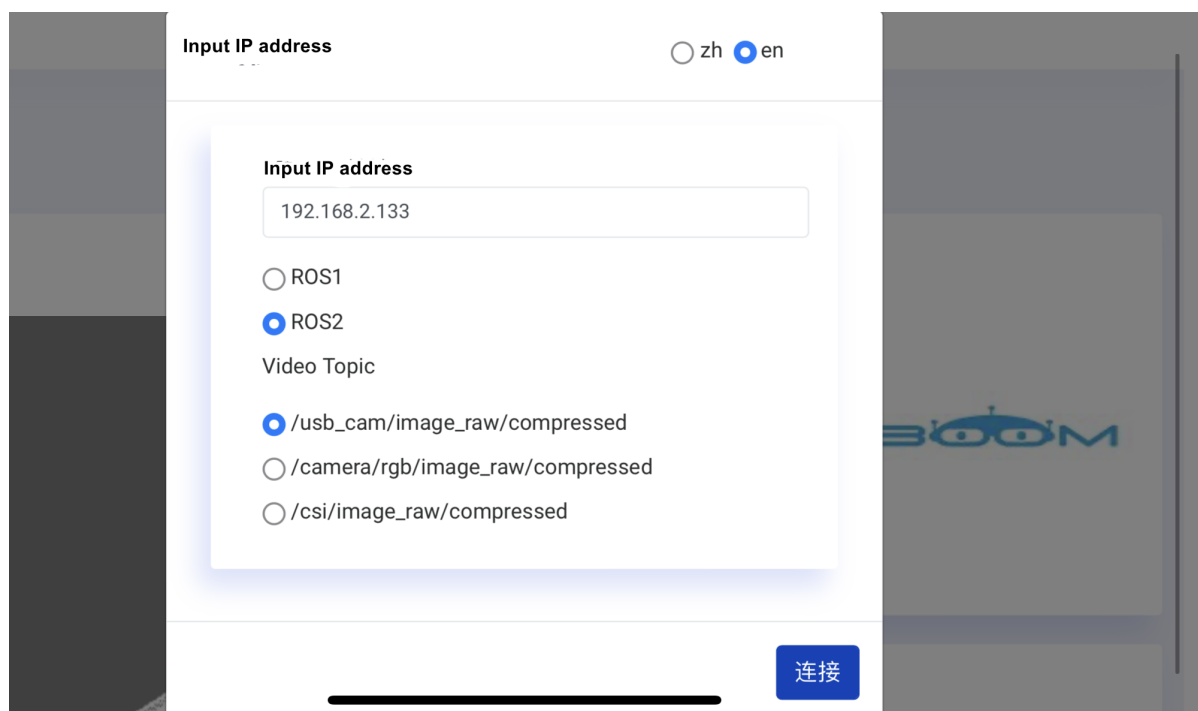 Input IP address
zh en
Input IP address
192.168.2.133
ROS1
ROS2
Video Topic
/usb_cam/image_raw/compressed
/camera/rgb/image_raw/compressed
/csi/image_raw/compressed
BOOM
连接